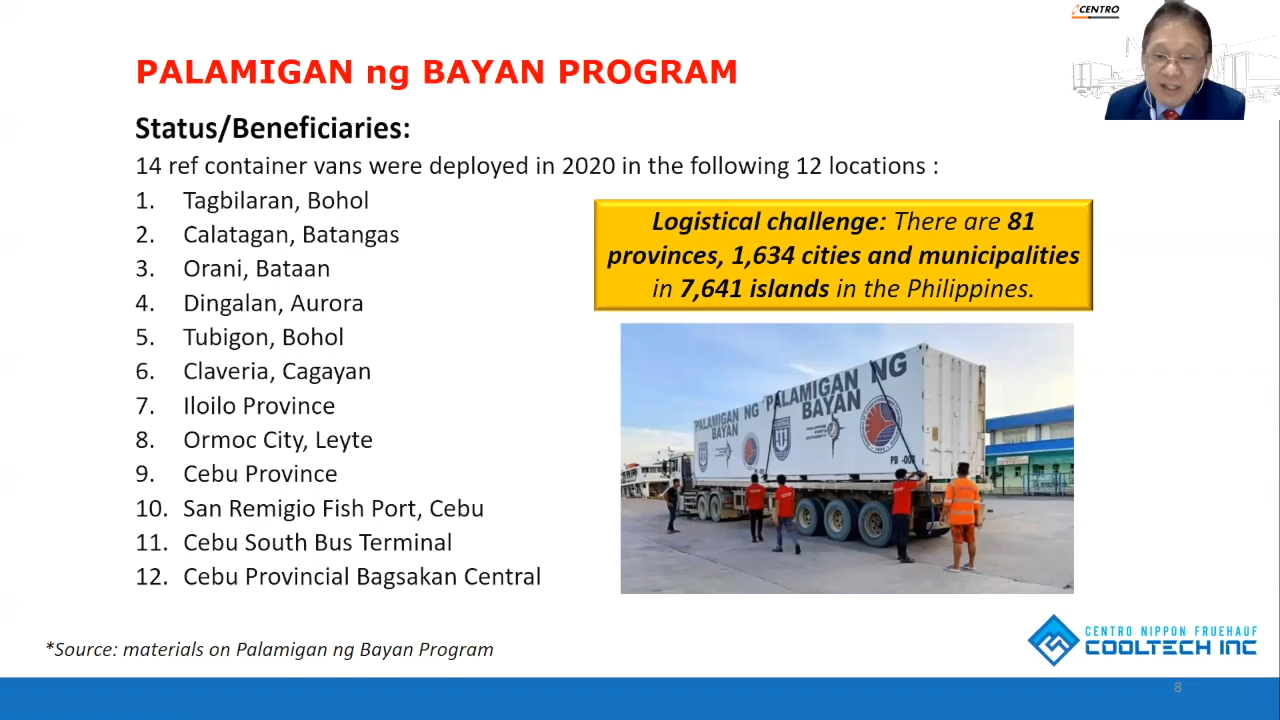 CENTRO
PALAMIGAN ng BAYAN PROGRAM
Status/Beneficiaries:
14 ref container vans were deployed in 2020 in the following 12 locations :
1. Tagbilaran, Bohol
2. Calatagan, Batangas
3. Orani, Bataan
4. Dingalan, Aurora
5. Tubigon, Bohol
6. Claveria, Cagayan
7. Iloilo Province
8. Ormoc City, Leyte
9. Cebu Province
10. San Remigio Fish Port, Cebu
11. Cebu South Bus Terminal
12. Cebu Provincial Bagsakan Central
Logistical challenge: There are 81
provinces, 1,634 cities and municipalities
in 7,641 islands in the Philippines.
PALAMIGAN NG
BAYAN
PALAMIGAN NG
BAYAN
PHILIPPINE
PORTS
AUTHORITY
*Source: materials on Palamigan ng Bayan Program
CENTRO NIPPON FRUEHAUF
COOLTECH INC
8